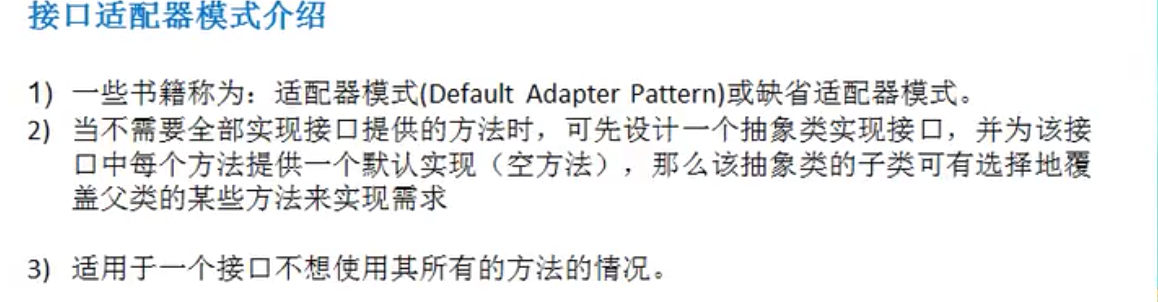 接口适配器模式介绍
1) 一些书籍称为：适配器模式(Default Adapter Pattern)或缺省适配器模式。
2) 当不需要全部实现接口提供的方法时，可先设计一个抽象类实现接口，并为该接
口中每个方法提供一个默认实现（空方法），那么该抽象类的子类可有选择地覆
盖父类的某些方法来实现需求
3) 适用于一个接口不想使用其所有的方法的情况。